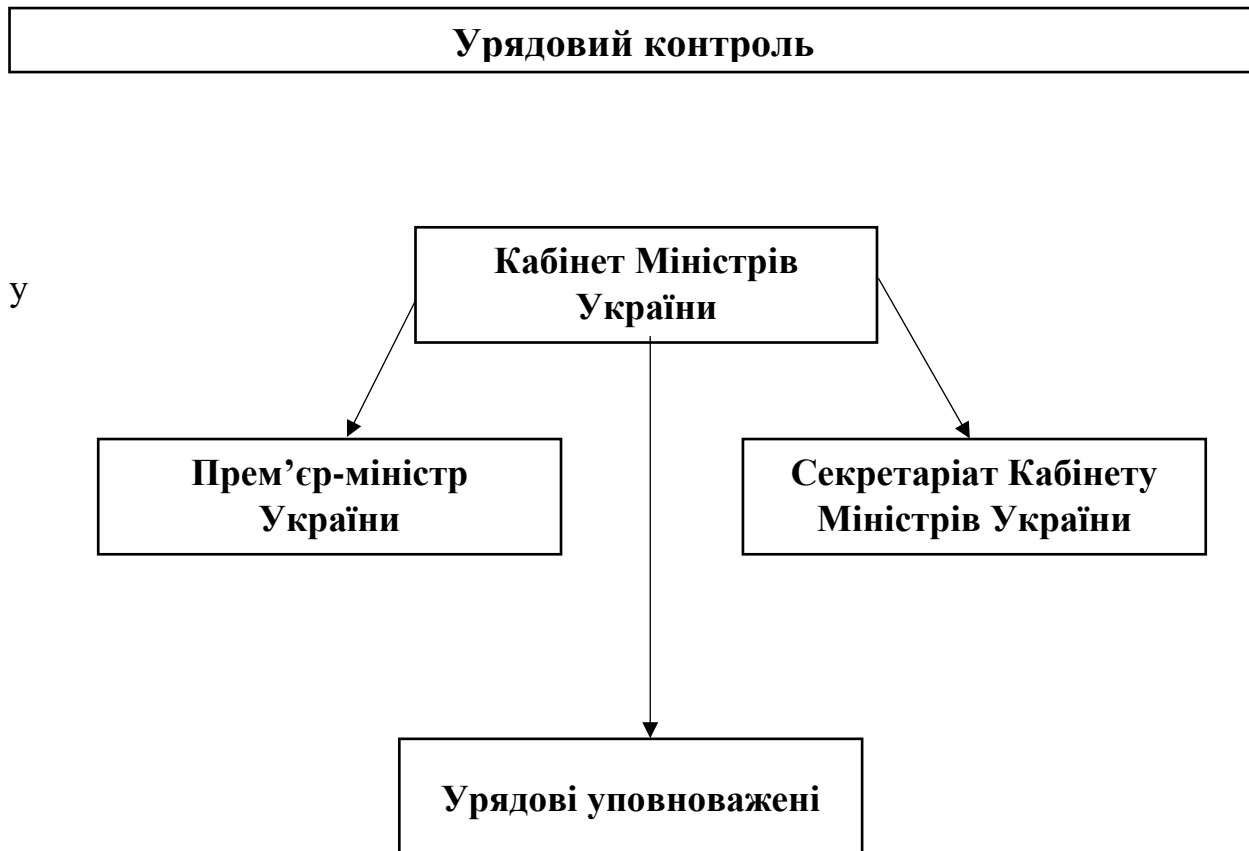 Урядовий контроль
Кабінет Міністрів
України
у
Прем’єр-міністр
України
Секретаріат Кабінету
Міністрів України
Урядові уповноважені